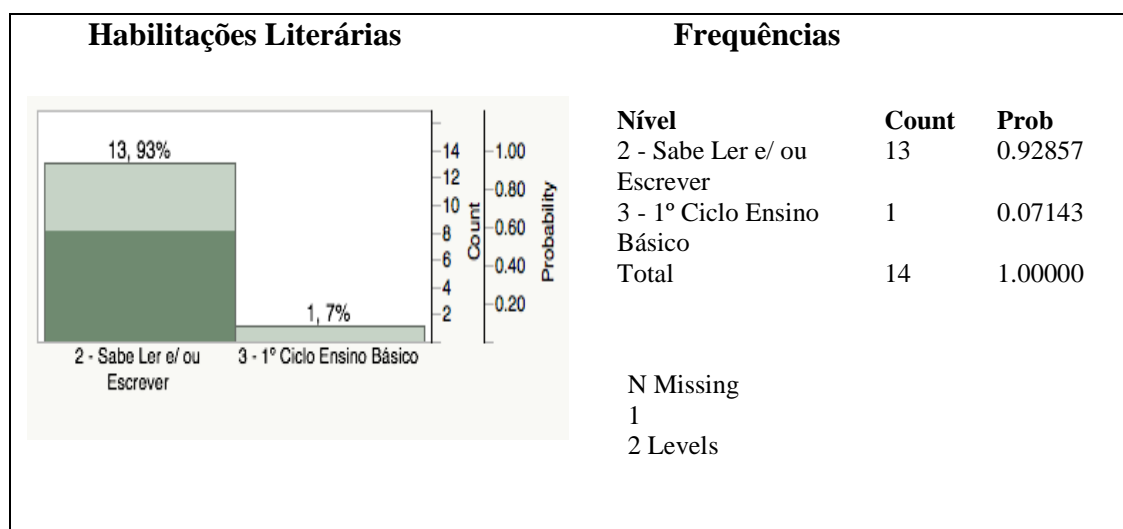 Habilitações Literárias
Frequências
13, 93%
1, 7%
2 - Sabe Ler e/ ou
Escrever
3 - 1º Ciclo Ensino Básico
14
12
10
8
6
4
2
Count
1.00
0.80
0.60
0.40
0.20
Probability
Nível Count Prob
2 - Sabe Ler e/ ou 13 0.92857
Escrever
3 - 1º Ciclo Ensino 1 0.07143
Básico
Total 14 1.00000
N Missing
1
2 Levels